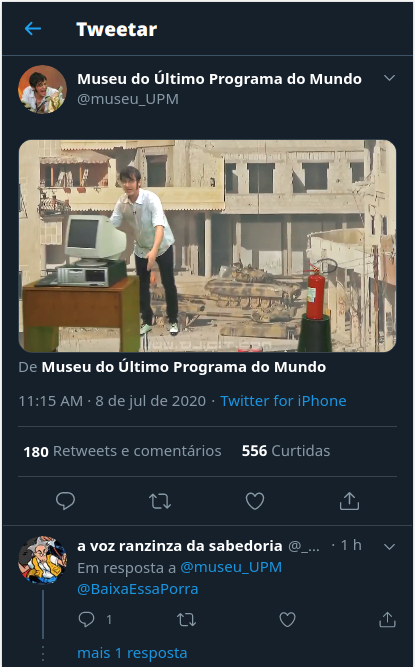 Tweetar
Museu do Último Programa do Mundo
@museu_UPM
De Museu do Último Programa do Mundo
11:15 AM · 8 de jul de 2020 · Twitter for iPhone
180 Retweets e comentários 556 Curtidas
a voz ranzinza da sabedoria @_... · 1 h
Em resposta a @museu_UPM
@BaixaEssaPorra
1
mais 1 resposta